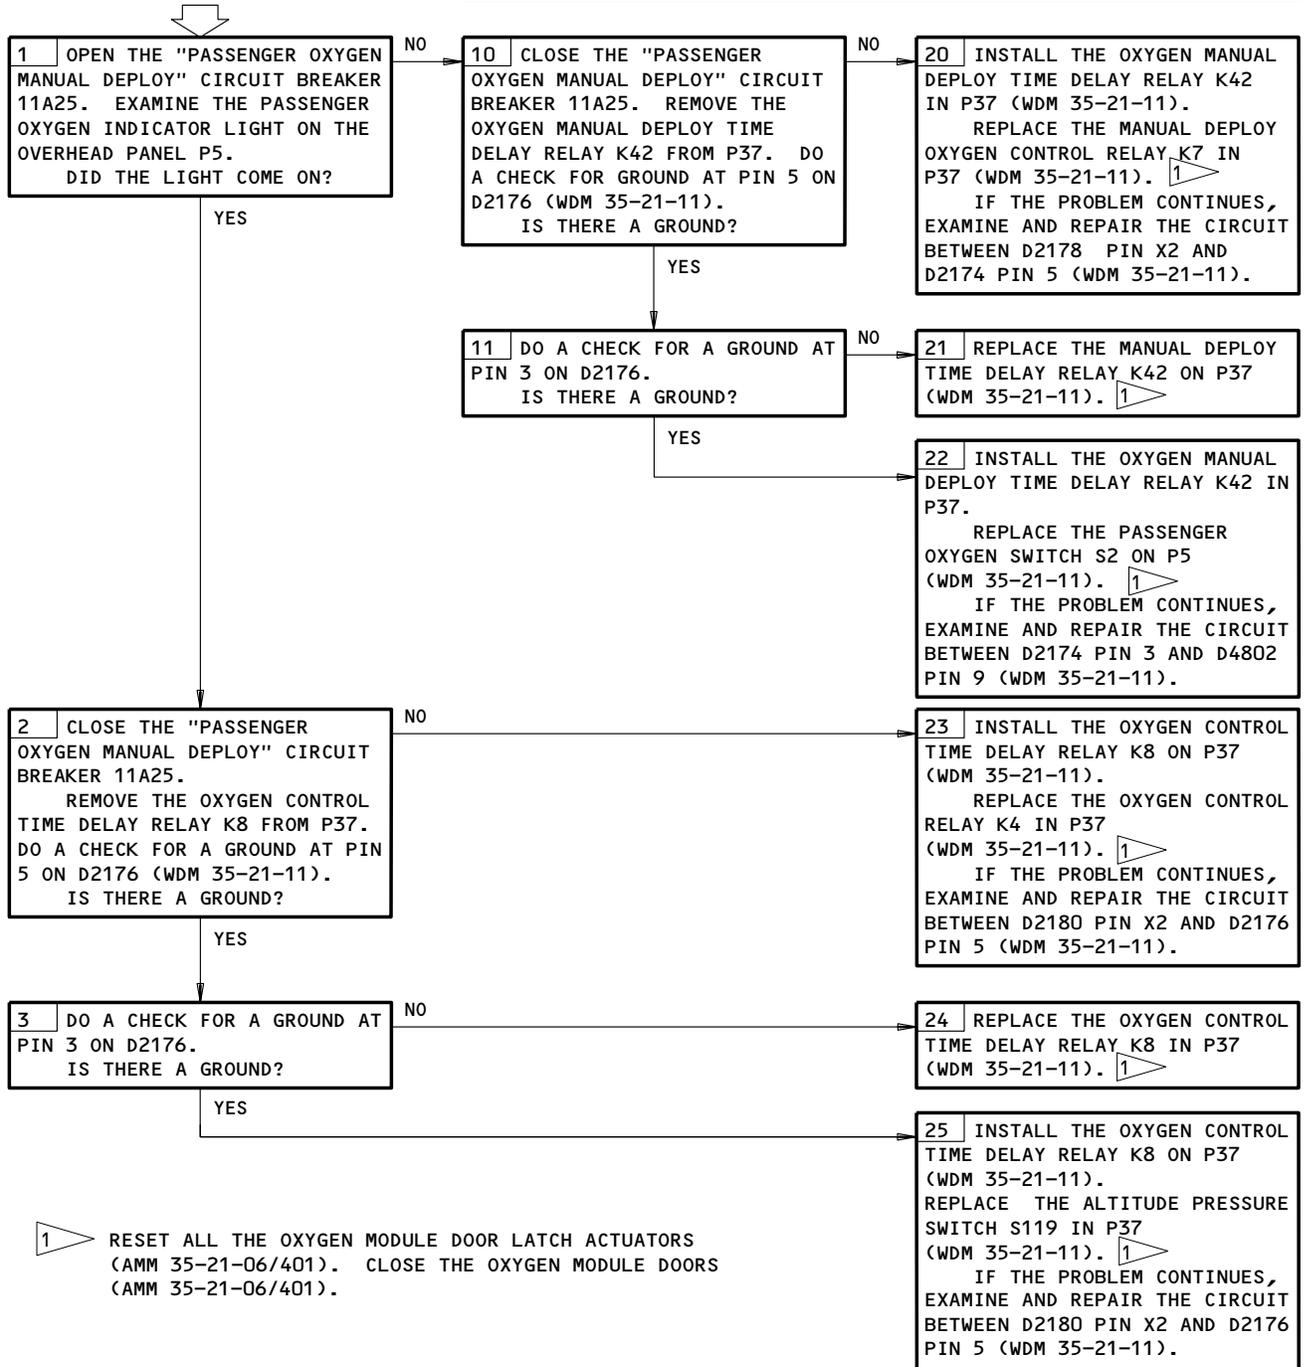 1 OPEN THE "PASSENGER OXYGEN
MANUAL DEPLOY" CIRCUIT BREAKER
11A25. EXAMINE THE PASSENGER
OXYGEN INDICATOR LIGHT ON THE
OVERHEAD PANEL P5.
DID THE LIGHT COME ON?
NO
YES
10 CLOSE THE "PASSENGER
OXYGEN MANUAL DEPLOY" CIRCUIT
BREAKER 11A25. REMOVE THE
OXYGEN MANUAL DEPLOY TIME
DELAY RELAY K42 FROM P37. DO
A CHECK FOR GROUND AT PIN 5 ON
D2176 (WDM 35-21-11).
IS THERE A GROUND?
NO
YES
20 INSTALL THE OXYGEN MANUAL
DEPLOY TIME DELAY RELAY K42
IN P37 (WDM 35-21-11).
REPLACE THE MANUAL DEPLOY
OXYGEN CONTROL RELAY K7 IN
P37 (WDM 35-21-11). 1
IF THE PROBLEM CONTINUES,
EXAMINE AND REPAIR THE CIRCUIT
BETWEEN D2178 PIN X2 AND
D2174 PIN 5 (WDM 35-21-11).
11 DO A CHECK FOR A GROUND AT
PIN 3 ON D2176.
IS THERE A GROUND?
NO
YES
21 REPLACE THE MANUAL DEPLOY
TIME DELAY RELAY K42 ON P37
(WDM 35-21-11). 1
22 INSTALL THE OXYGEN MANUAL
DEPLOY TIME DELAY RELAY K42 IN
P37.
REPLACE THE PASSENGER
OXYGEN SWITCH S2 ON P5
(WDM 35-21-11). 1
IF THE PROBLEM CONTINUES,
EXAMINE AND REPAIR THE CIRCUIT
BETWEEN D2174 PIN 3 AND D4802
PIN 9 (WDM 35-21-11).
2 CLOSE THE "PASSENGER
OXYGEN MANUAL DEPLOY" CIRCUIT
BREAKER 11A25.
REMOVE THE OXYGEN CONTROL
TIME DELAY RELAY K8 FROM P37.
DO A CHECK FOR A GROUND AT PIN
5 ON D2176 (WDM 35-21-11).
IS THERE A GROUND?
NO
YES
23 INSTALL THE OXYGEN CONTROL
TIME DELAY RELAY K8 ON P37
(WDM 35-21-11).
REPLACE THE OXYGEN CONTROL
RELAY K4 IN P37
(WDM 35-21-11). 1
IF THE PROBLEM CONTINUES,
EXAMINE AND REPAIR THE CIRCUIT
BETWEEN D2180 PIN X2 AND D2176
PIN 5 (WDM 35-21-11).
3 DO A CHECK FOR A GROUND AT
PIN 3 ON D2176.
IS THERE A GROUND?
NO
YES
24 REPLACE THE OXYGEN CONTROL
TIME DELAY RELAY K8 IN P37
(WDM 35-21-11). 1
25 INSTALL THE OXYGEN CONTROL
TIME DELAY RELAY K8 ON P37
(WDM 35-21-11).
REPLACE THE ALTITUDE PRESSURE
SWITCH S119 IN P37
(WDM 35-21-11). 1
IF THE PROBLEM CONTINUES,
EXAMINE AND REPAIR THE CIRCUIT
BETWEEN D2180 PIN X2 AND D2176
PIN 5 (WDM 35-21-11).
1 RESET ALL THE OXYGEN MODULE DOOR LATCH ACTUATORS
(AMM 35-21-06/401). CLOSE THE OXYGEN MODULE DOORS
(AMM 35-21-06/401).